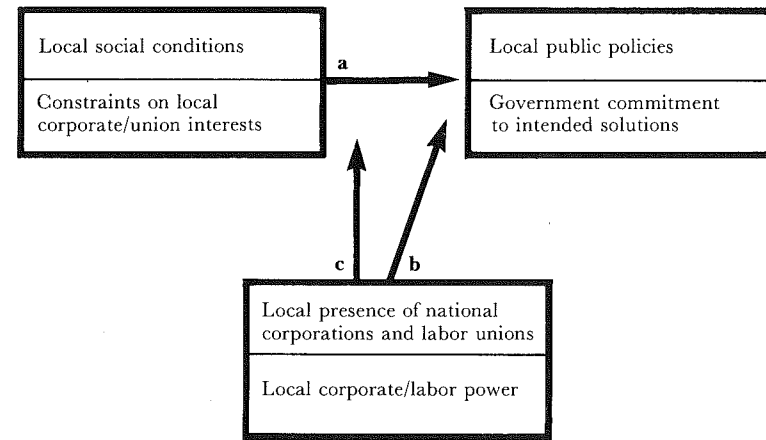 Local social conditions
Constraints on local
corporate/union interests
a
Local public policies
Government commitment
to intended solutions
c
b
Local presence of national
corporations and labor unions
Local corporate/labor power